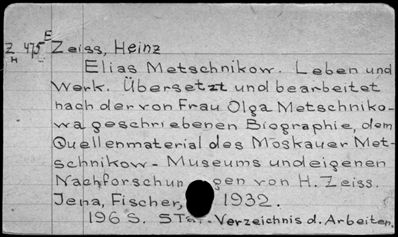 E
Z 475 Zeiss, Heinz
H
Elias Metschnikow. Leben und
Werk. Übersetzt und bearbeitet
nach der von Frau Olga Metschniko-
wa geschriebenen Biographie, dem
Quellenmaterial des Moskauer Met-
schnikow-Museums und eigenen
Nachforschungen von H. Zeiss.
Jena, Fischer, 1932.
196 S. Verzeichnis d. Arbeiten.